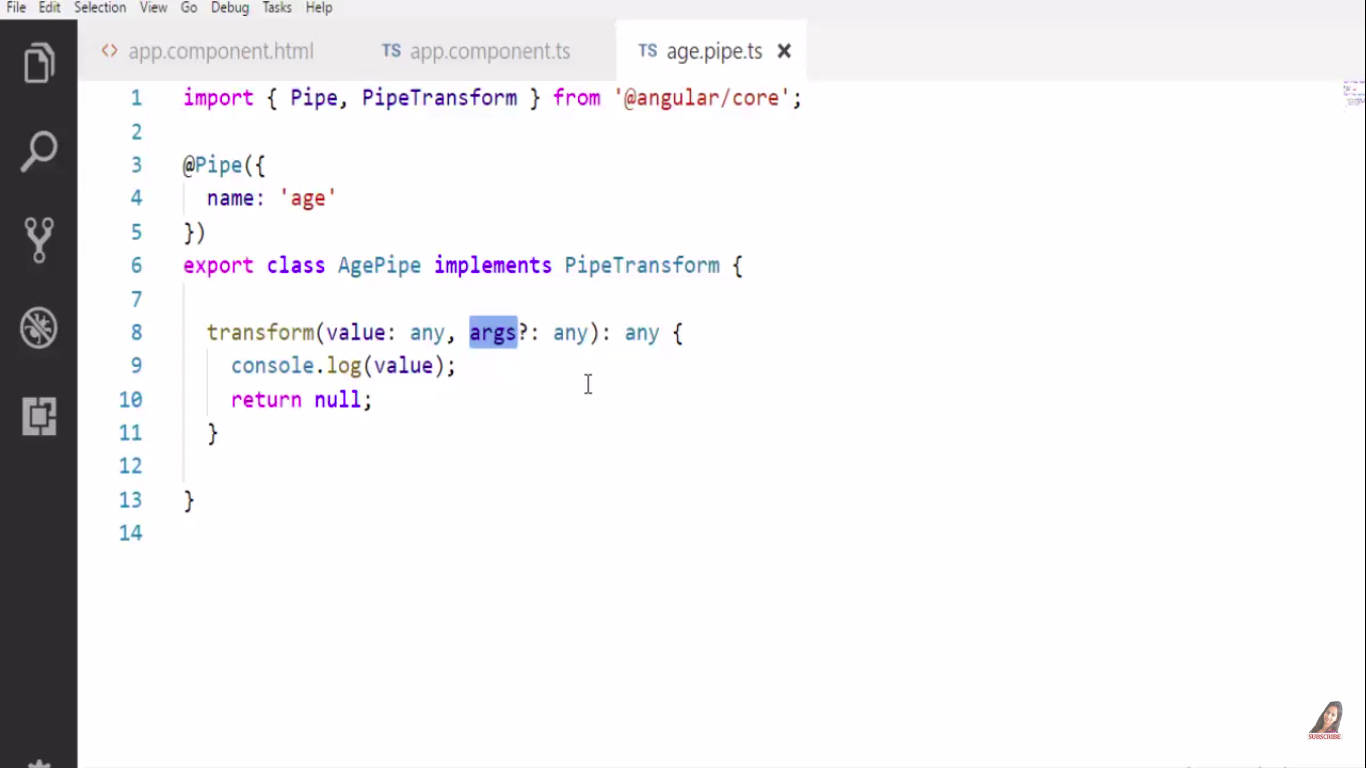 File Edit Selection View Go Debug Tasks Help
<> app.component.html TS app.component.ts TS age.pipe.ts ×
1 import { Pipe, PipeTransform } from '@angular/core';
2
3 @Pipe({
4 name: 'age'
5 })
6 export class AgePipe implements PipeTransform {
7
8 transform(value: any, args?: any): any {
9 console.log(value);
10 return null;
11 }
12
13 }
14
SUBSCRIBE